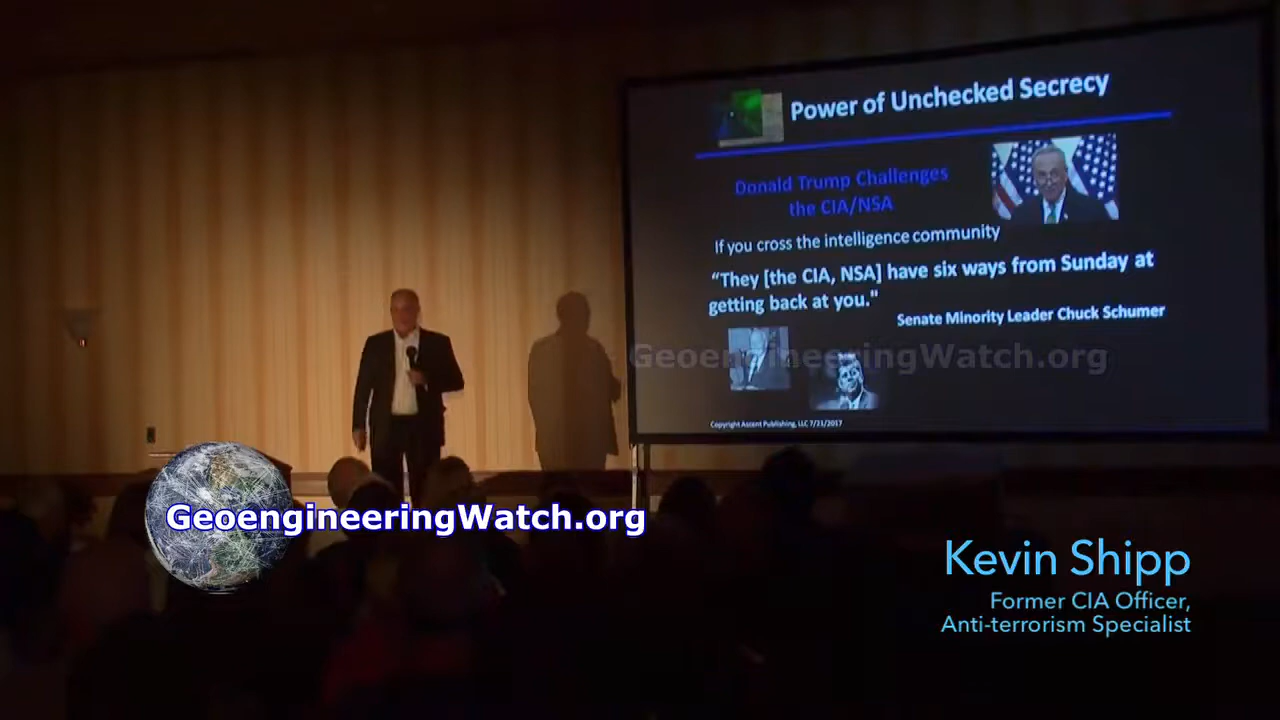 Power of Unchecked Secrecy
Donald Trump Challenges
the CIA/NSA
If you cross the intelligence community
“They [the CIA, NSA] have six ways from Sunday at
getting back at you."
Senate Minority Leader Chuck Schumer
GeoengineeringWatch.org
Copyright Ascent Publishing, LLC 7/21/2017
GeoengineeringWatch.org
Kevin Shipp
Former CIA Officer,
Anti-terrorism Specialist